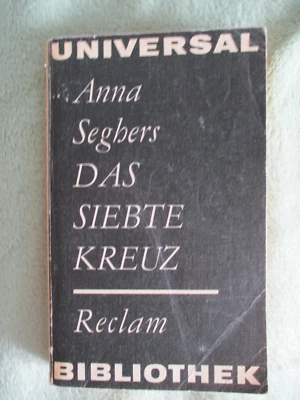 UNIVERSAL
Anna
Seghers
DAS
SIEBTE
KREUZ
Reclam
BIBLIOTHEK